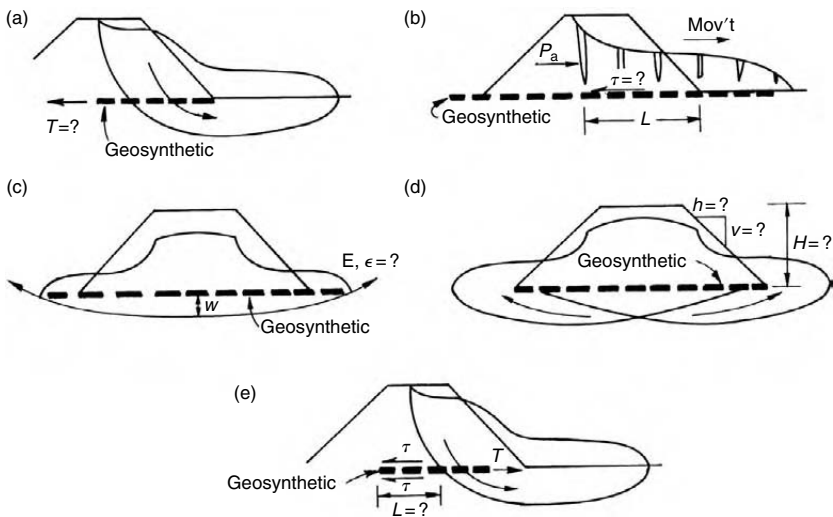 (a)
T=?
Geosynthetic
(b)
Mov't
Pa
τ=?
Geosynthetic
L
(c)
E, ϵ=?
w
Geosynthetic
(d)
h=?
v=?
H=?
Geosynthetic
(e)
τ
T
Geosynthetic
τ
L=?